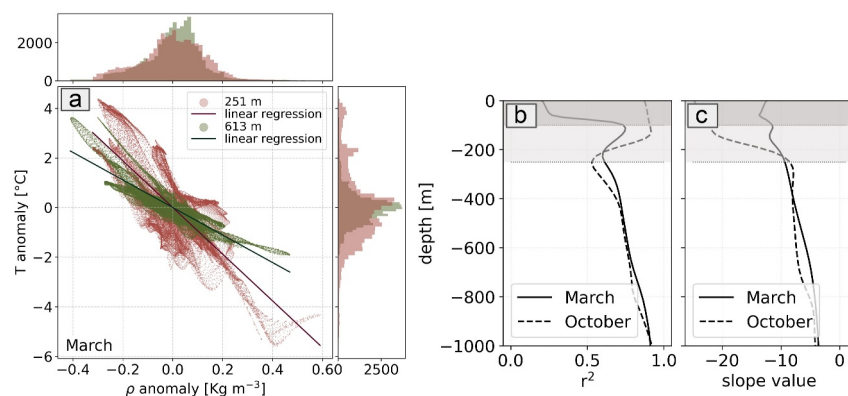 2000
0
a
251 m
linear regression
613 m
linear regression
4
2
0
−2
−4
−6
T anomaly [°C]
March
−0.4 −0.2 0.0 0.2 0.4 0.6
ρ anomaly [Kg m⁻³]
2500
b
0
−200
−400
−600
−800
−1000
depth [m]
March
October
0.0 0.5 1.0
r²
c
March
October
−20 −10 0
slope value